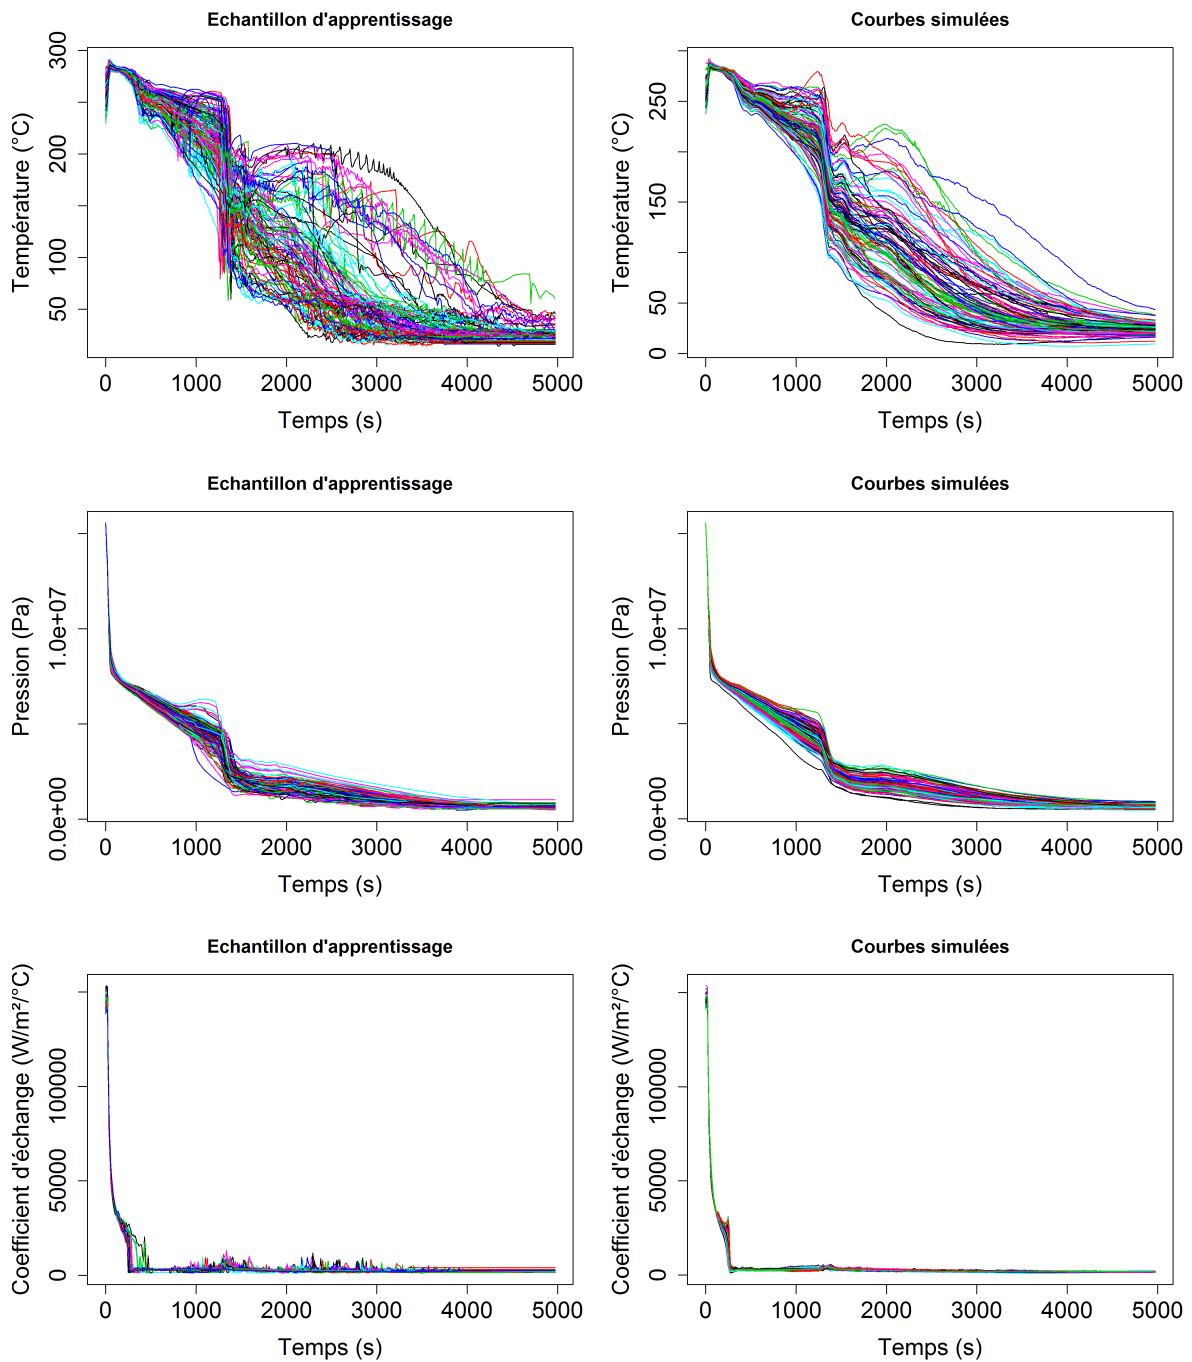 Echantillon d'apprentissage
Courbes simulées
Température (°C)
300
200
100
50
0 1000 2000 3000 4000 5000
Temps (s)
Température (°C)
250
150
50
0
0 1000 2000 3000 4000 5000
Temps (s)
Echantillon d'apprentissage
Courbes simulées
Pression (Pa)
1.0e+07
0.0e+00
0 1000 2000 3000 4000 5000
Temps (s)
Pression (Pa)
1.0e+07
0.0e+00
0 1000 2000 3000 4000 5000
Temps (s)
Echantillon d'apprentissage
Courbes simulées
Coefficient d'échange (W/m²/°C)
100000
50000
0
0 1000 2000 3000 4000 5000
Temps (s)
Coefficient d'échange (W/m²/°C)
100000
50000
0
0 1000 2000 3000 4000 5000
Temps (s)